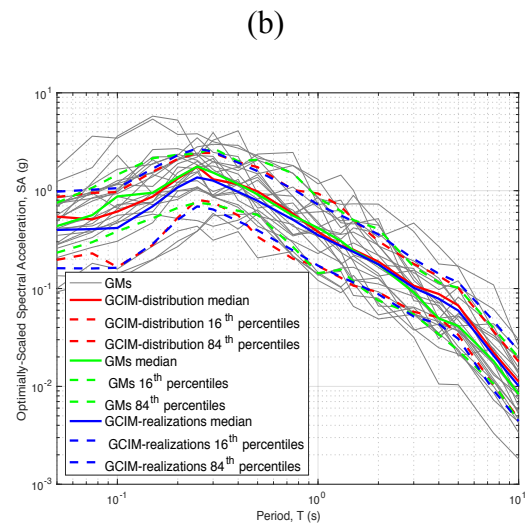 (b)
Optimally-Scaled Spectral Acceleration, SA (g)
10^1
10^0
10^-1
10^-2
10^-3
GMs
GCIM-distribution median
GCIM-distribution 16^th percentiles
GCIM-distribution 84^th percentiles
GMs median
GMs 16^th percentiles
GMs 84^th percentiles
GCIM-realizations median
GCIM-realizations 16^th percentiles
GCIM-realizations 84^th percentiles
10^-1 10^0 10^1
Period, T (s)